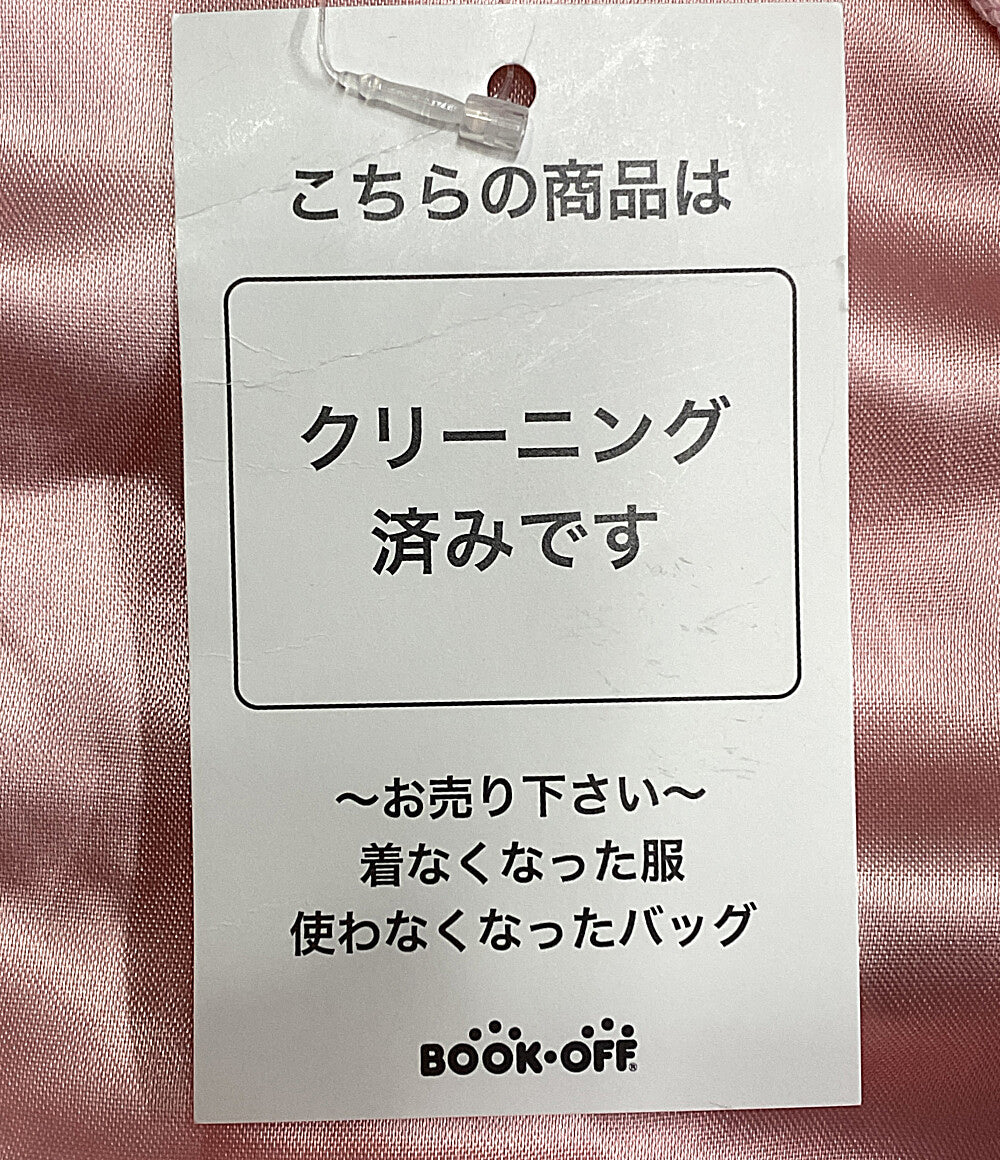 こちらの商品は
クリーニング
済みです
〜お売り下さい〜
着なくなった服
使わなくなったバッグ
BOOK・OFF®